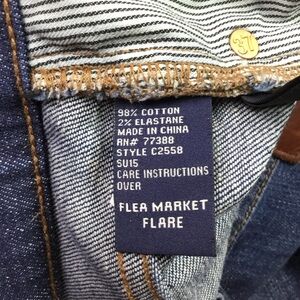 98% COTTON
2% ELASTANE
MADE IN CHINA
RN# 77388
STYLE C2558
SU15
CARE INSTRUCTIONS
OVER
FLEA MARKET
FLARE